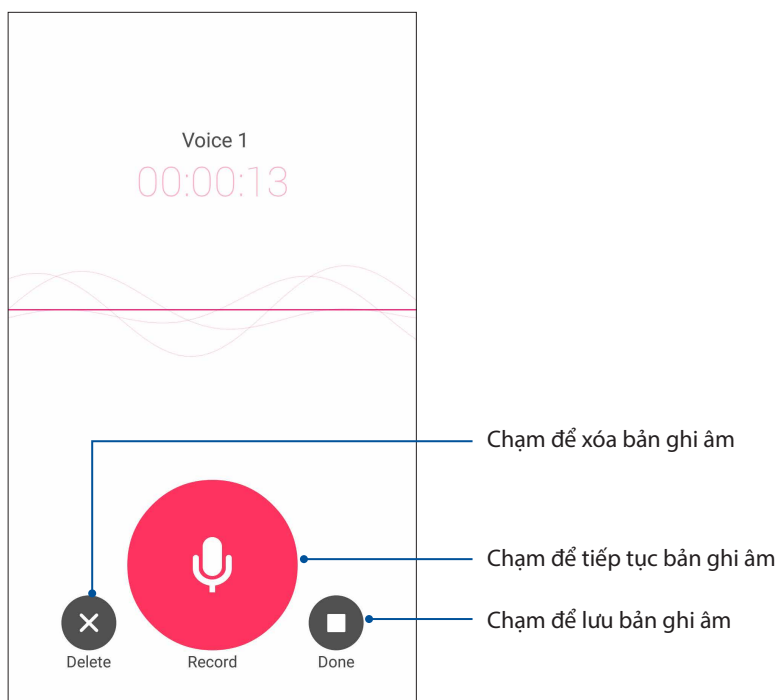 Voice 1
00:00:13
Chạm để xóa bản ghi âm
Chạm để tiếp tục bản ghi âm
Chạm để lưu bản ghi âm
Delete
Record
Done